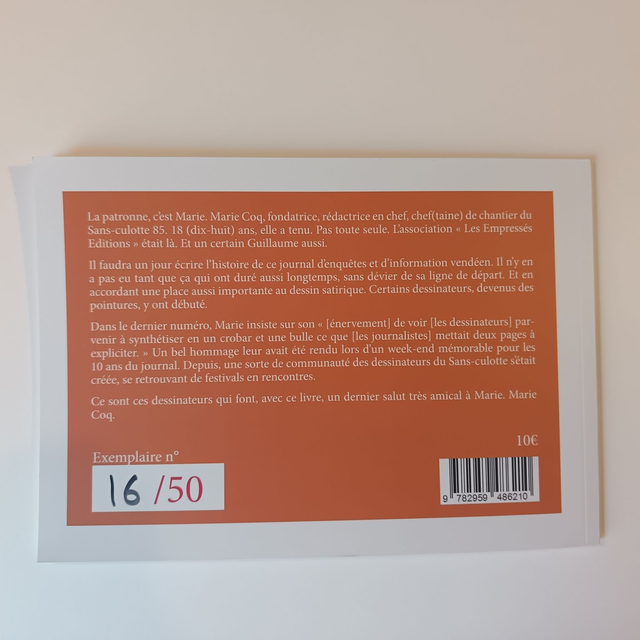 La patronne, c'est Marie. Marie Coq, fondatrice, rédactrice en chef, chef(taine) de chantier du
Sans-culotte 85. 18 (dix-huit) ans, elle a tenu. Pas toute seule. L'association « Les Empressés
Editions » était là. Et un certain Guillaume aussi.
Il faudra un jour écrire l'histoire de ce journal d'enquêtes et d'information vendéen. Il n'y en
a pas eu tant que ça qui ont duré aussi longtemps, sans dévier de sa ligne de départ. Et en
accordant une place aussi importante au dessin satirique. Certains dessinateurs, devenus des
pointures, y ont débuté.
Dans le dernier numéro, Marie insiste sur son « [énervement] de voir [les dessinateurs] par-
venir à synthétiser en un crobar et une bulle ce que [les journalistes] mettait deux pages à
expliciter. » Un bel hommage leur avait été rendu lors d'un week-end mémorable pour les
10 ans du journal. Depuis, une sorte de communauté des dessinateurs du Sans-culotte s'était
créée, se retrouvant de festivals en rencontres.
Ce sont ces dessinateurs qui font, avec ce livre, un dernier salut très amical à Marie. Marie
Coq.
10€
Exemplaire n°
16 /50
9 782959 486210